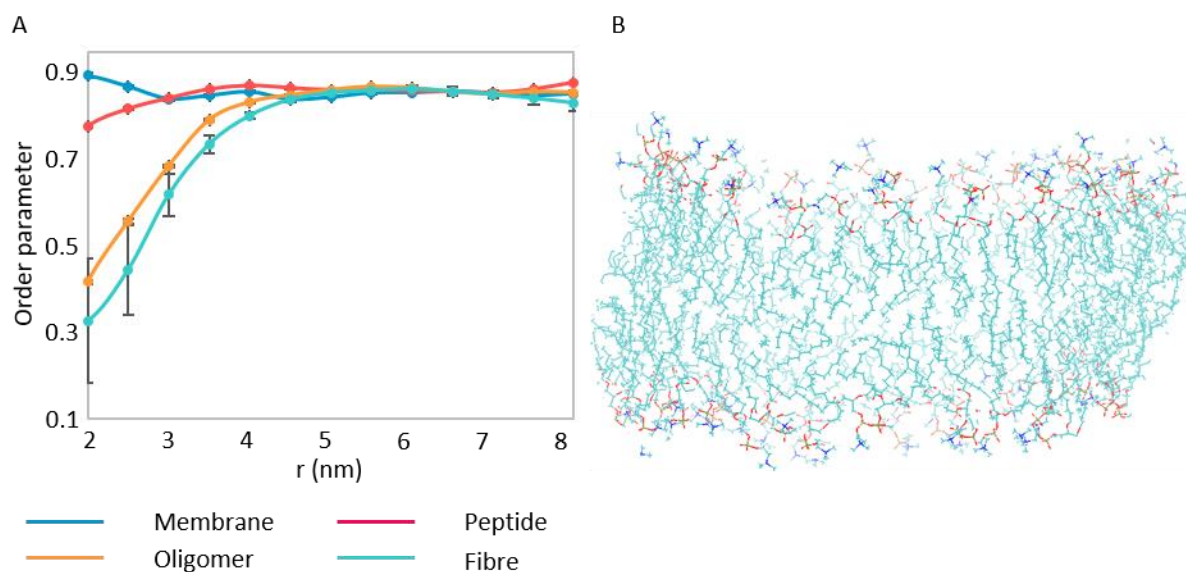 A
B
Order parameter
0.9
0.7
0.5
0.3
0.1
2 3 4 5 6 7 8
r (nm)
Membrane Peptide
Oligomer Fibre